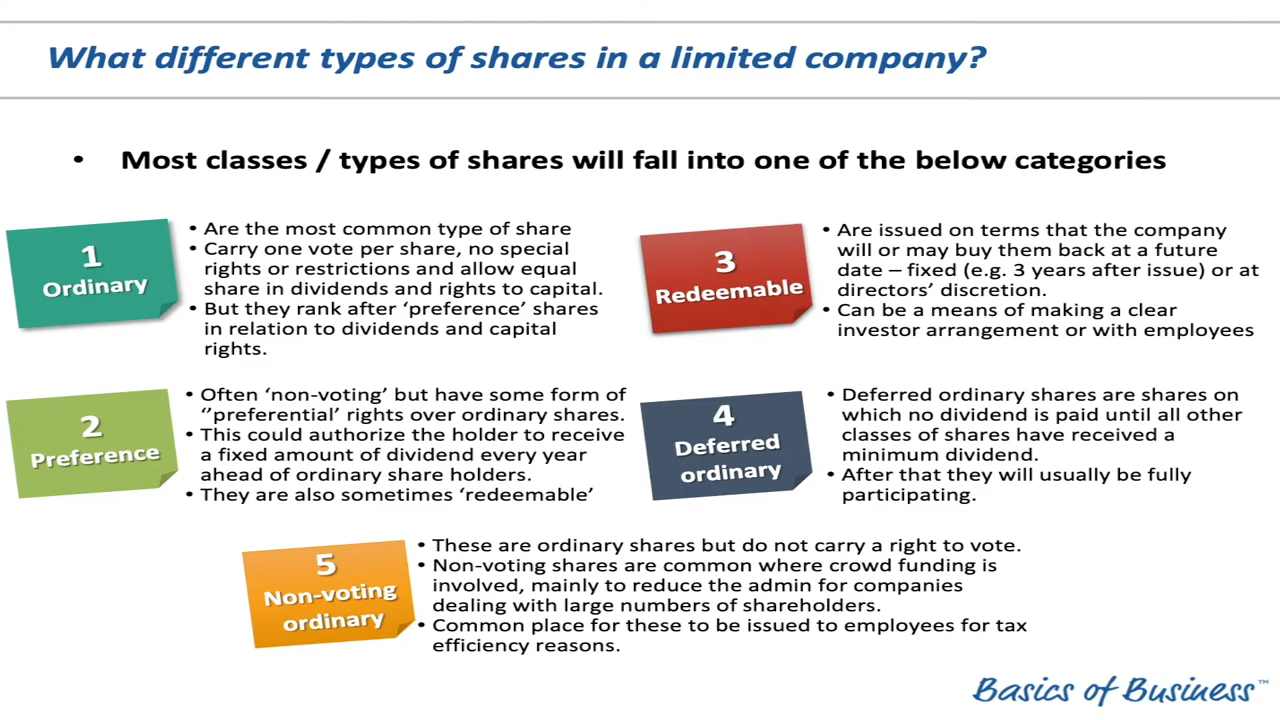 What different types of shares in a limited company?
• Most classes / types of shares will fall into one of the below categories
1
Ordinary
• Are the most common type of share
• Carry one vote per share, no special
rights or restrictions and allow equal
share in dividends and rights to capital.
• But they rank after ‘preference’ shares
in relation to dividends and capital
rights.
2
Preference
• Often ‘non-voting’ but have some form of
‘’preferential’ rights over ordinary shares.
• This could authorize the holder to receive
a fixed amount of dividend every year
ahead of ordinary share holders.
• They are also sometimes ‘redeemable’
3
Redeemable
• Are issued on terms that the company
will or may buy them back at a future
date – fixed (e.g. 3 years after issue) or at
directors’ discretion.
• Can be a means of making a clear
investor arrangement or with employees
4
Deferred
ordinary
• Deferred ordinary shares are shares on
which no dividend is paid until all other
classes of shares have received a
minimum dividend.
• After that they will usually be fully
participating.
5
Non-voting
ordinary
• These are ordinary shares but do not carry a right to vote.
• Non-voting shares are common where crowd funding is
involved, mainly to reduce the admin for companies
dealing with large numbers of shareholders.
• Common place for these to be issued to employees for tax
efficiency reasons.
Basics of Business™